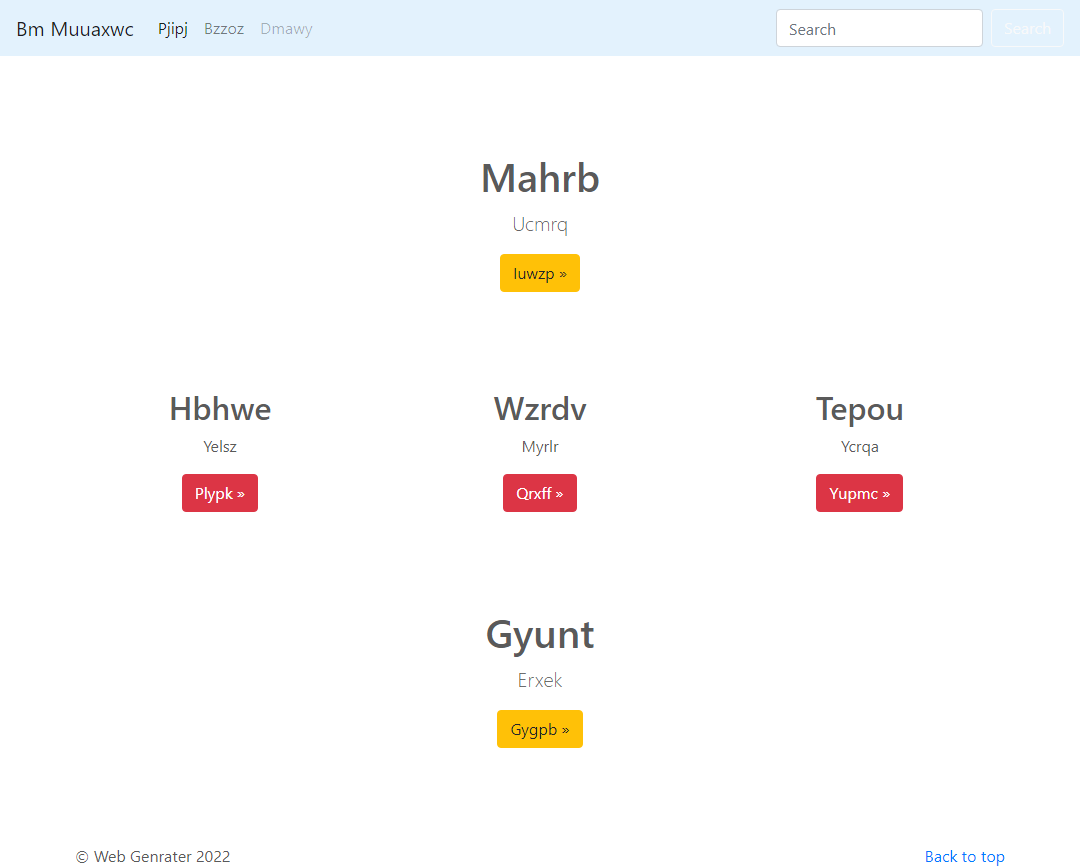 Bm Muuaxwc Pjipj Bzzoz Dmawy Search Search
Mahrb
Ucmrq
Iuwzp »
Hbhwe Wzrdv Tepou
Yelsz Myrlr Ycrqa
Plypk » Qrxff » Yupmc »
Gyunt
Erxek
Gygpb »
© Web Genrater 2022 Back to top